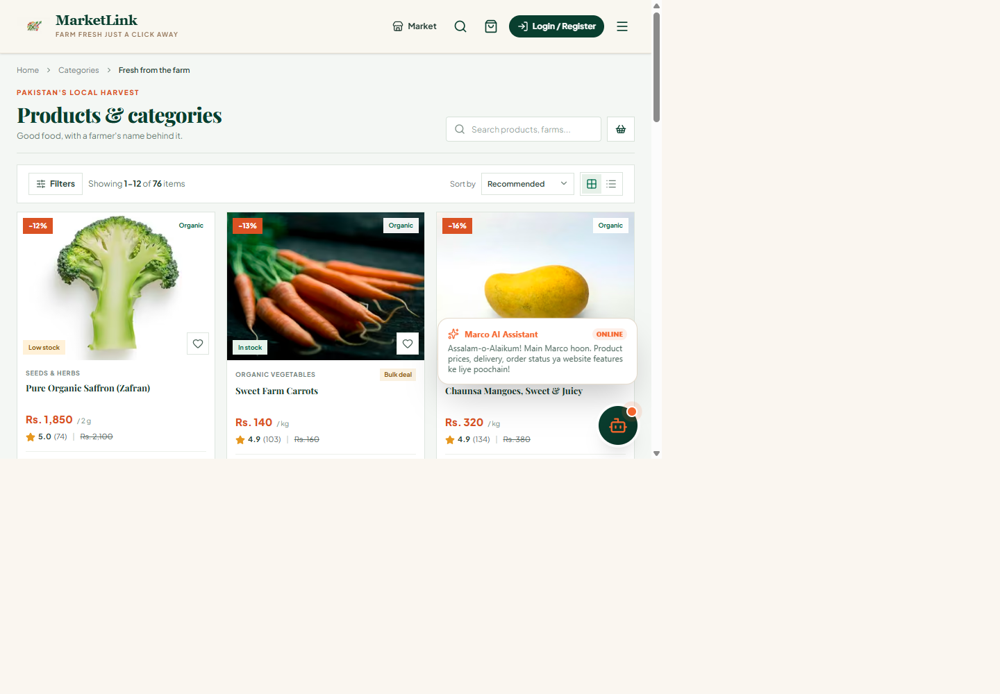 MarketLink
FARM FRESH JUST A CLICK AWAY
Market
Login / Register
Home > Categories > Fresh from the farm
PAKISTAN'S LOCAL HARVEST
Products & categories
Good food, with a farmer's name behind it.
Search products, farms...
Filters
Showing 1–12 of 76 items
Sort by
Recommended
-12%
Organic
Low stock
SEEDS & HERBS
Pure Organic Saffron (Zafran)
Rs. 1,850 / 2 g
5.0 (74) | Rs. 2,100
-13%
Organic
In stock
ORGANIC VEGETABLES
Bulk deal
Sweet Farm Carrots
Rs. 140 / kg
4.9 (103) | Rs. 160
-16%
Organic
Marco AI Assistant
ONLINE
Assalam-o-Alaikum! Main Marco hoon. Product
prices, delivery, order status ya website features
ke liye poochain!
Chaunsa Mangoes, Sweet & Juicy
Rs. 320 / kg
4.9 (134) | Rs. 380